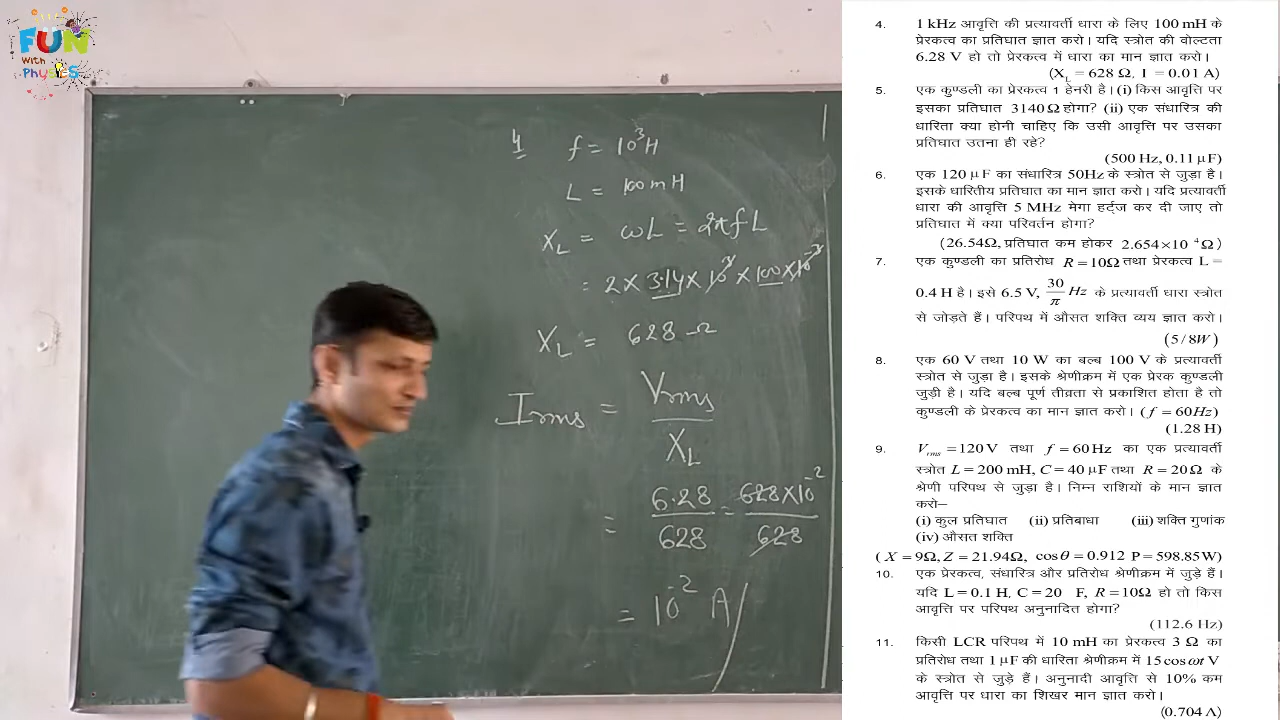 FUN
With
PhysiCs
4 f = 10³H
L = 100mH
X_L = ωL = 2πfL
= 2 × 3.14 × 10³ × 100 × 10⁻³
X_L = 628 Ω
Irms = Vrms / X_L
= 6.28 / 628 = 628×10⁻² / 628
= 10⁻² A
4. 1 kHz आवृत्ति की प्रत्यावर्ती धारा के लिए 100 mH के
प्रेरकत्व का प्रतिघात ज्ञात करो। यदि स्त्रोत की वोल्टता
6.28 V हो तो प्रेरकत्व में धारा का मान ज्ञात करो।
(X_L = 628 Ω, I = 0.01 A)
5. एक कुण्डली का प्रेरकत्व 1 हेनरी है। (i) किस आवृत्ति पर
इसका प्रतिघात 3140 Ω होगा? (ii) एक संधारित्र की
धारिता क्या होनी चाहिए कि उसी आवृत्ति पर उसका
प्रतिघात उतना ही रहे?
(500 Hz, 0.11 μF)
6. एक 120 μF का संधारित्र 50Hz के स्त्रोत से जुड़ा है।
इसके धारितीय प्रतिघत का मान ज्ञात करो। यदि प्रत्यावर्ती
धारा की आवृत्ति 5 MHz मेगा हर्टज कर दी जाए तो
प्रतिघात में क्या परिवर्तन होगा?
(26.54Ω, प्रतिघात कम होकर 2.654×10⁻⁴Ω)
7. एक कुण्डली का प्रतिरोध R = 10Ω तथा प्रेरकत्व L =
0.4 H है। इसे 6.5 V, 30/π Hz के प्रत्यावर्ती धारा स्त्रोत
से जोड़ते हैं। परिपथ में औसत शक्ति व्यय ज्ञात करो।
(5/8W)
8. एक 60 V तथा 10 W का बल्ब 100 V के प्रत्यावर्ती
स्त्रोत से जुड़ा है। इसके श्रेणीक्रम में एक प्रेरक कुण्डली
जुड़ी है। यदि बल्ब पूर्ण तीव्रता से प्रकाशित होता है तो
कुण्डली के प्रेरकत्व का मान ज्ञात करो। (f = 60Hz)
(1.28 H)
9. V_rms = 120 V तथा f = 60 Hz का एक प्रत्यावर्ती
स्त्रोत L = 200 mH, C = 40 μF तथा R = 20 Ω के
श्रेणी परिपथ से जुड़ा है। निम्न राशियों के मान ज्ञात
करो–
(i) कुल प्रतिघात (ii) प्रतिबाधा (iii) शक्ति गुणांक
(iv) औसत शक्ति
(X = 9Ω, Z = 21.94Ω, cosθ = 0.912 P = 598.85W)
10. एक प्रेरकत्व, संधारित्र और प्रतिरोध श्रेणीक्रम में जुड़े हैं।
यदि L = 0.1 H, C = 20 F, R = 10Ω हो तो किस
आवृत्ति पर परिपथ अनुनादित होगा?
(112.6 Hz)
11. किसी LCR परिपथ में 10 mH का प्रेरकत्व 3 Ω का
प्रतिरोध तथा 1 μF की धारिता श्रेणीक्रम में 15 cos ωt V
के स्त्रोत से जुड़े हैं। अनुनादी आवृत्ति से 10% कम
आवृत्ति पर धारा का शिखर मान ज्ञात करो।
(0.704 A)